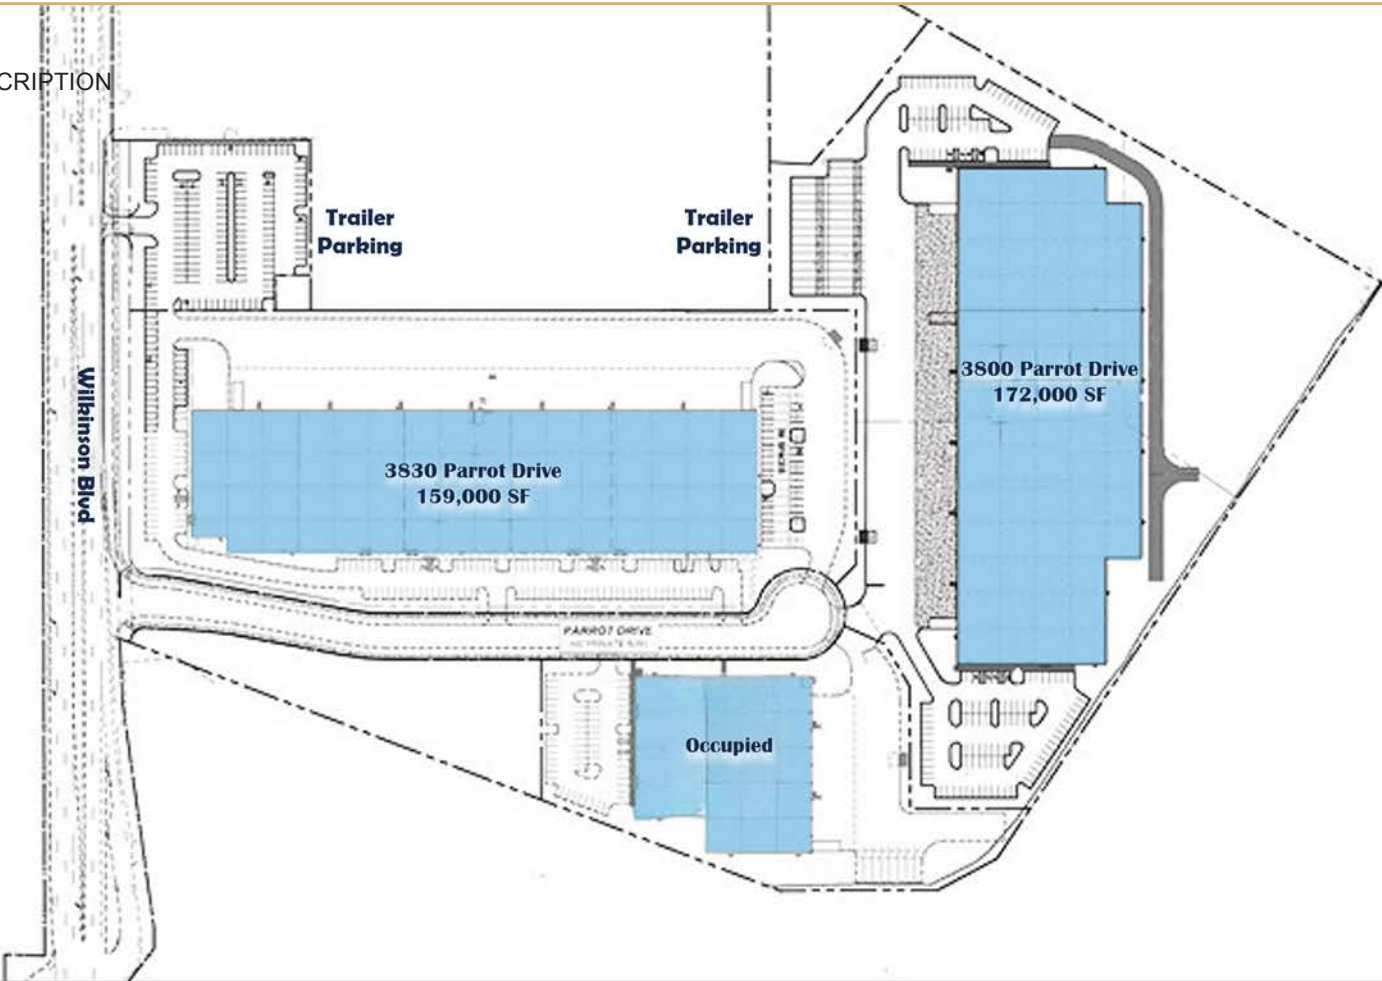 CRIPTION
Trailer
Parking
Trailer
Parking
Wilkinson Blvd
3800 Parrot Drive
172,000 SF
3830 Parrot Drive
159,000 SF
PARROT DRIVE
Occupied